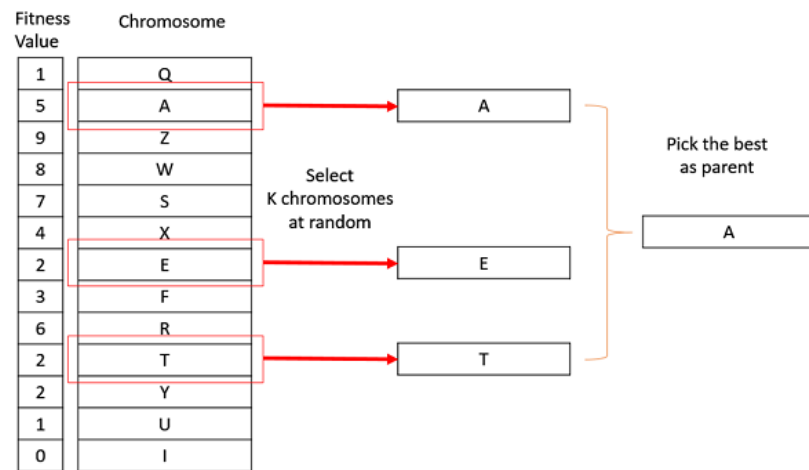 Fitness
Value
Chromosome
1 Q
5 A
9 Z
8 W
7 S
4 X
2 E
3 F
6 R
2 T
2 Y
1 U
0 I
Select
K chromosomes
at random
A
E
T
Pick the best
as parent
A